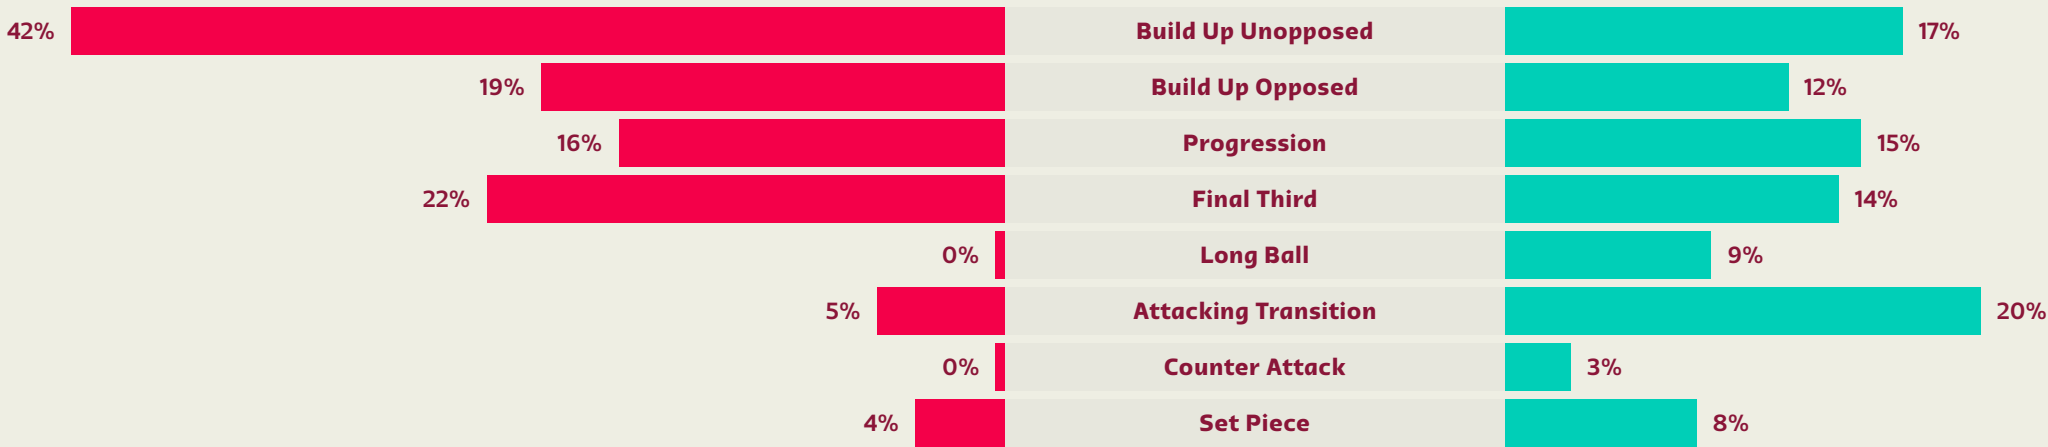 42% Build Up Unopposed 17%
19% Build Up Opposed 12%
16% Progression 15%
22% Final Third 14%
0% Long Ball 9%
5% Attacking Transition 20%
0% Counter Attack 3%
4% Set Piece 8%